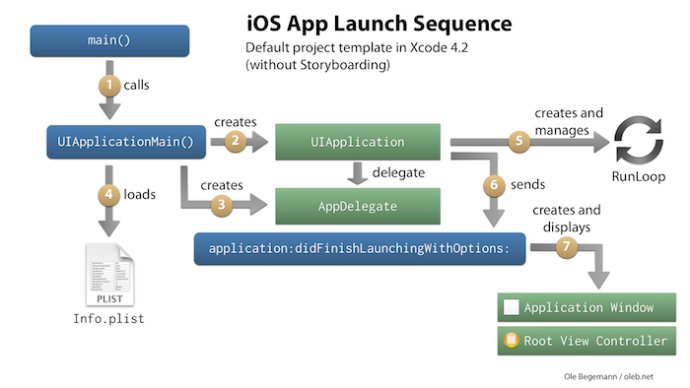 iOS App Launch Sequence
Default project template in Xcode 4.2
(without Storyboarding)
main()
1
calls
UIApplicationMain()
creates
2
UIApplication
creates and
manages
5
RunLoop
4
loads
creates
3
delegate
AppDelegate
6
sends
application:didFinishLaunchingWithOptions:
creates and
displays
7
PLIST
Info.plist
Application Window
Root View Controller
Ole Begemann / oleb.net